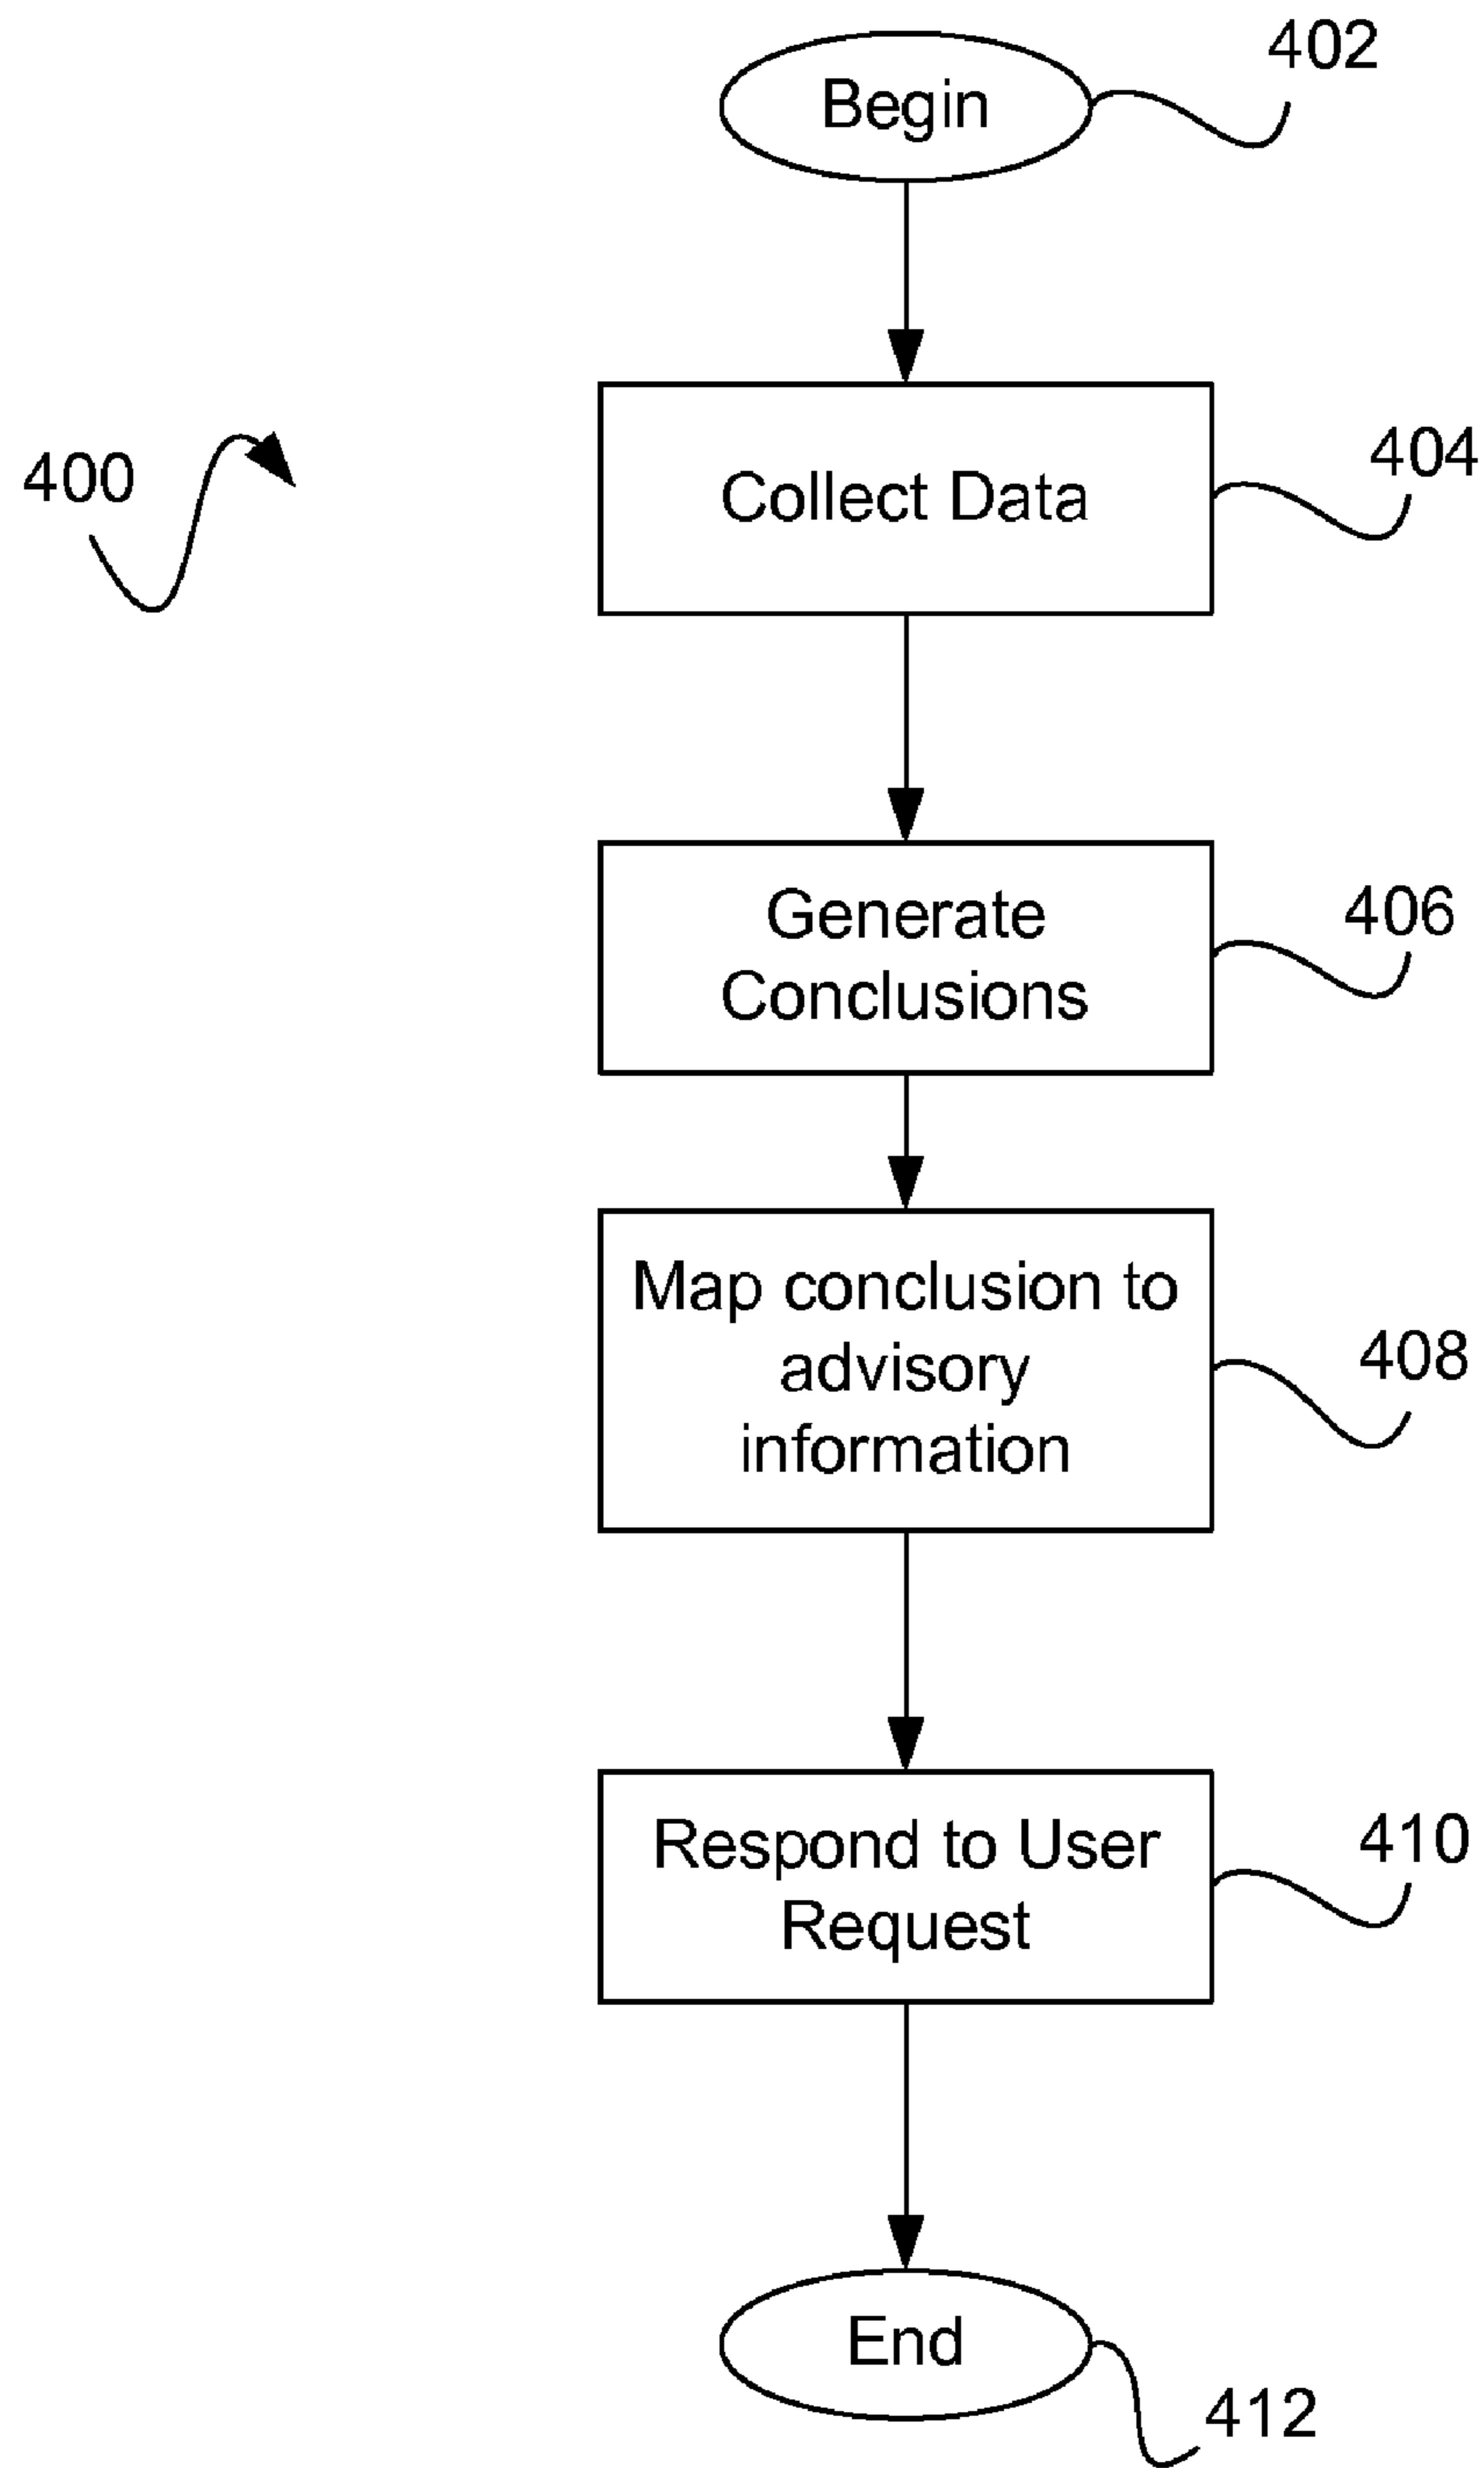 Begin
402
400
Collect Data
404
Generate
Conclusions
406
Map conclusion to
advisory
information
408
Respond to User
Request
410
End
412